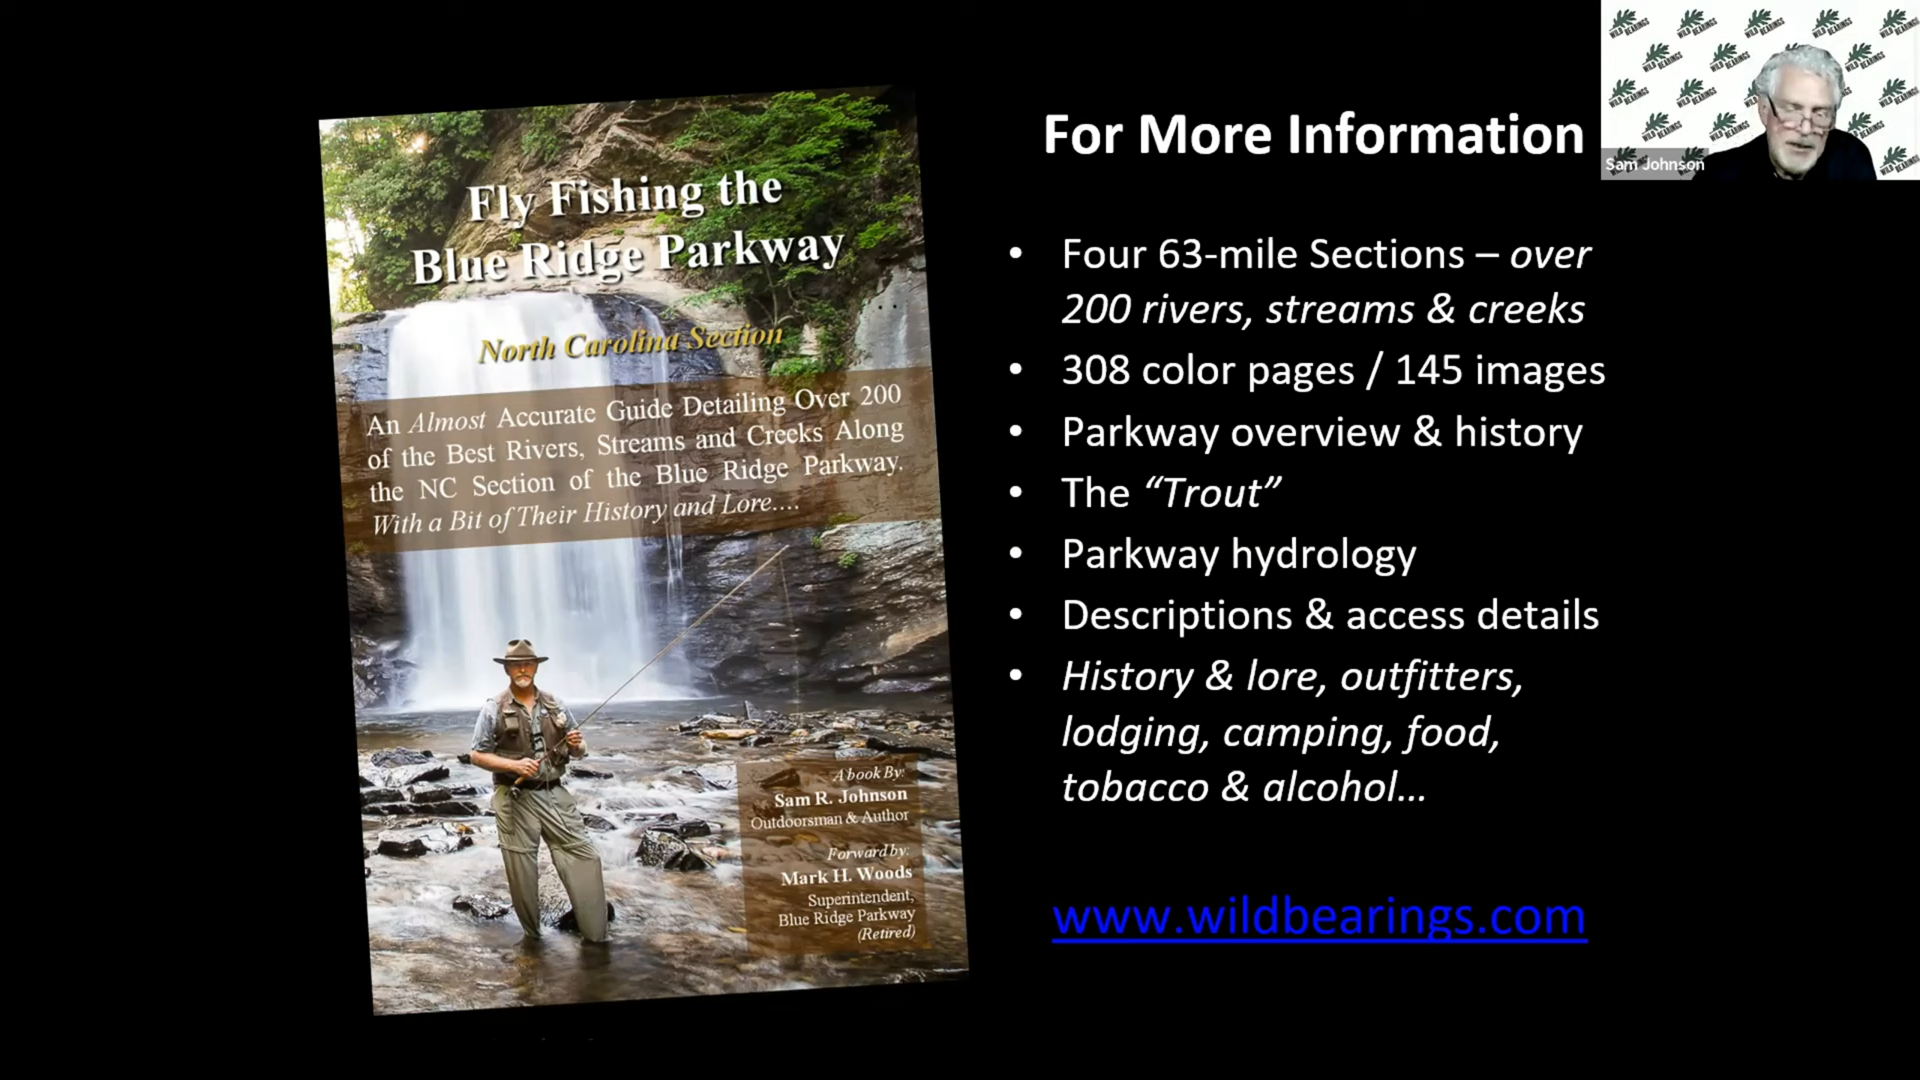 Fly Fishing the
Blue Ridge Parkway
North Carolina Section
An Almost Accurate Guide Detailing Over 200
of the Best Rivers, Streams and Creeks Along
the NC Section of the Blue Ridge Parkway.
With a Bit of Their History and Lore....
A book By:
Sam R. Johnson
Outdoorsman & Author
Forward by:
Mark H. Woods
Superintendent,
Blue Ridge Parkway
(Retired)
For More Information
• Four 63-mile Sections – over
200 rivers, streams & creeks
• 308 color pages / 145 images
• Parkway overview & history
• The “Trout”
• Parkway hydrology
• Descriptions & access details
• History & lore, outfitters,
lodging, camping, food,
tobacco & alcohol...
www.wildbearings.com
WILD BEARINGS
Sam Johnson